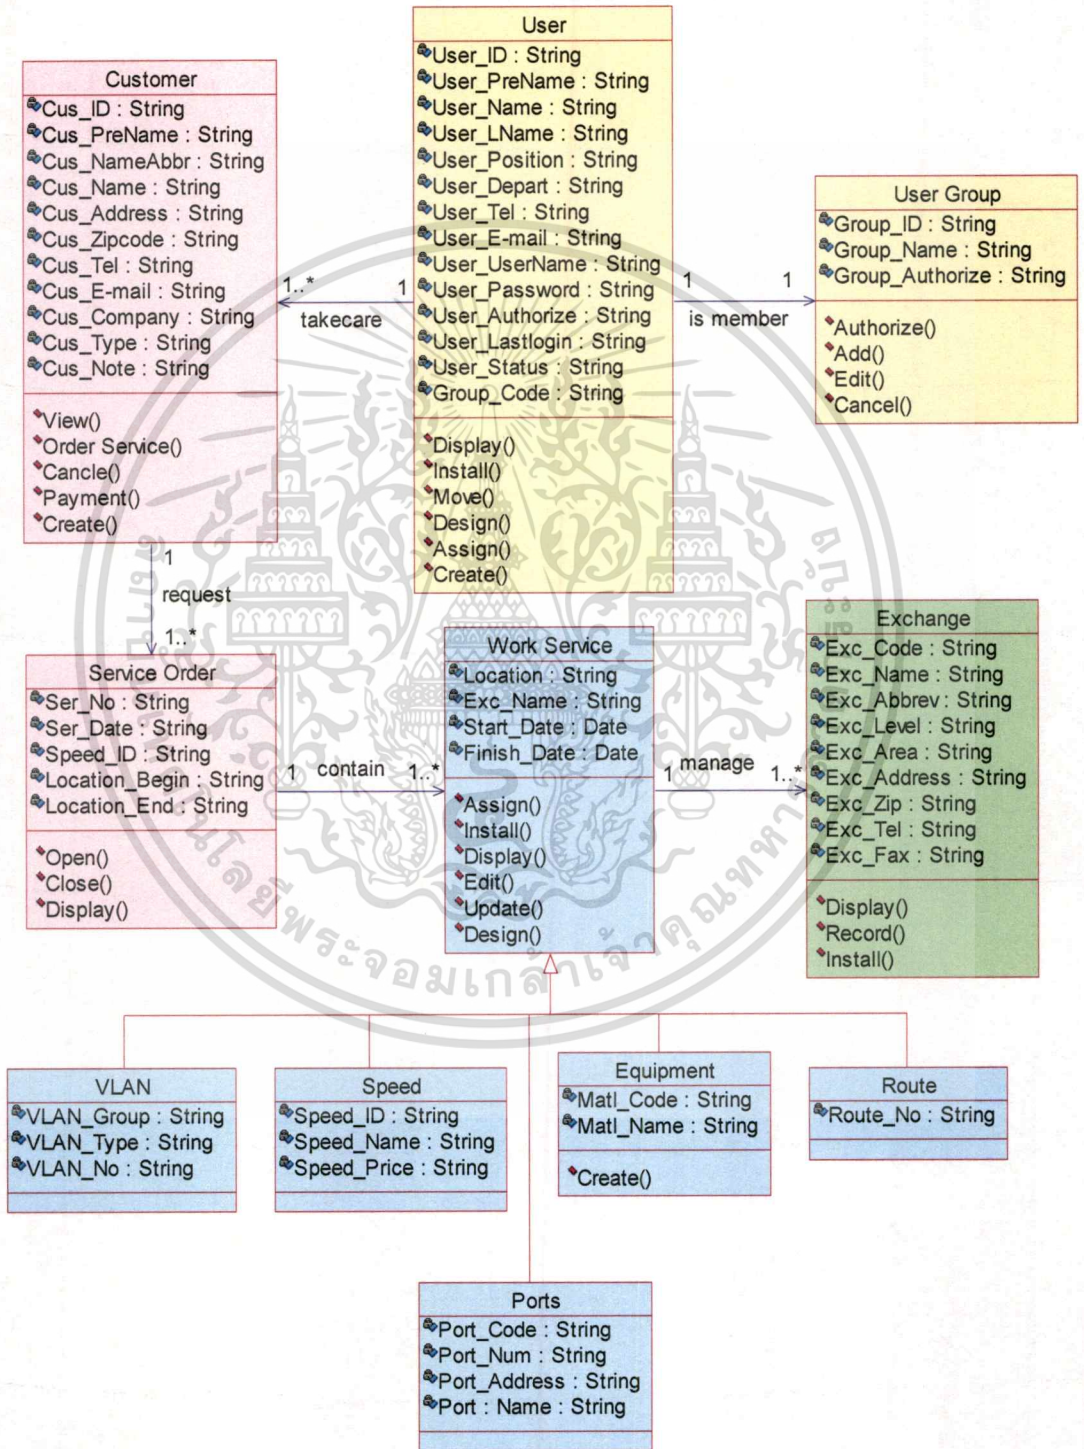 User
User_ID : String
User_PreName : String
User_Name : String
User_LName : String
User_Position : String
User_Depart : String
User_Tel : String
User_E-mail : String
User_UserName : String
User_Password : String
User_Authorize : String
User_Lastlogin : String
User_Status : String
Group_Code : String
Display()
Install()
Move()
Design()
Assign()
Create()
Customer
Cus_ID : String
Cus_PreName : String
Cus_NameAbbr : String
Cus_Name : String
Cus_Address : String
Cus_Zipcode : String
Cus_Tel : String
Cus_E-mail : String
Cus_Company : String
Cus_Type : String
Cus_Note : String
View()
Order Service()
Cancle()
Payment()
Create()
1..* 1
takecare
User Group
Group_ID : String
Group_Name : String
Group_Authorize : String
Authorize()
Add()
Edit()
Cancel()
1 1
is member
1
request
1..*
Service Order
Ser_No : String
Ser_Date : String
Speed_ID : String
Location_Begin : String
Location_End : String
Open()
Close()
Display()
1 contain 1..*
Work Service
Location : String
Exc_Name : String
Start_Date : Date
Finish_Date : Date
Assign()
Install()
Display()
Edit()
Update()
Design()
1 manage 1..*
Exchange
Exc_Code : String
Exc_Name : String
Exc_Abbrev : String
Exc_Level : String
Exc_Area : String
Exc_Address : String
Exc_Zip : String
Exc_Tel : String
Exc_Fax : String
Display()
Record()
Install()
VLAN
VLAN_Group : String
VLAN_Type : String
VLAN_No : String
Speed
Speed_ID : String
Speed_Name : String
Speed_Price : String
Equipment
Matl_Code : String
Matl_Name : String
Create()
Route
Route_No : String
Ports
Port_Code : String
Port_Num : String
Port_Address : String
Port : Name : String